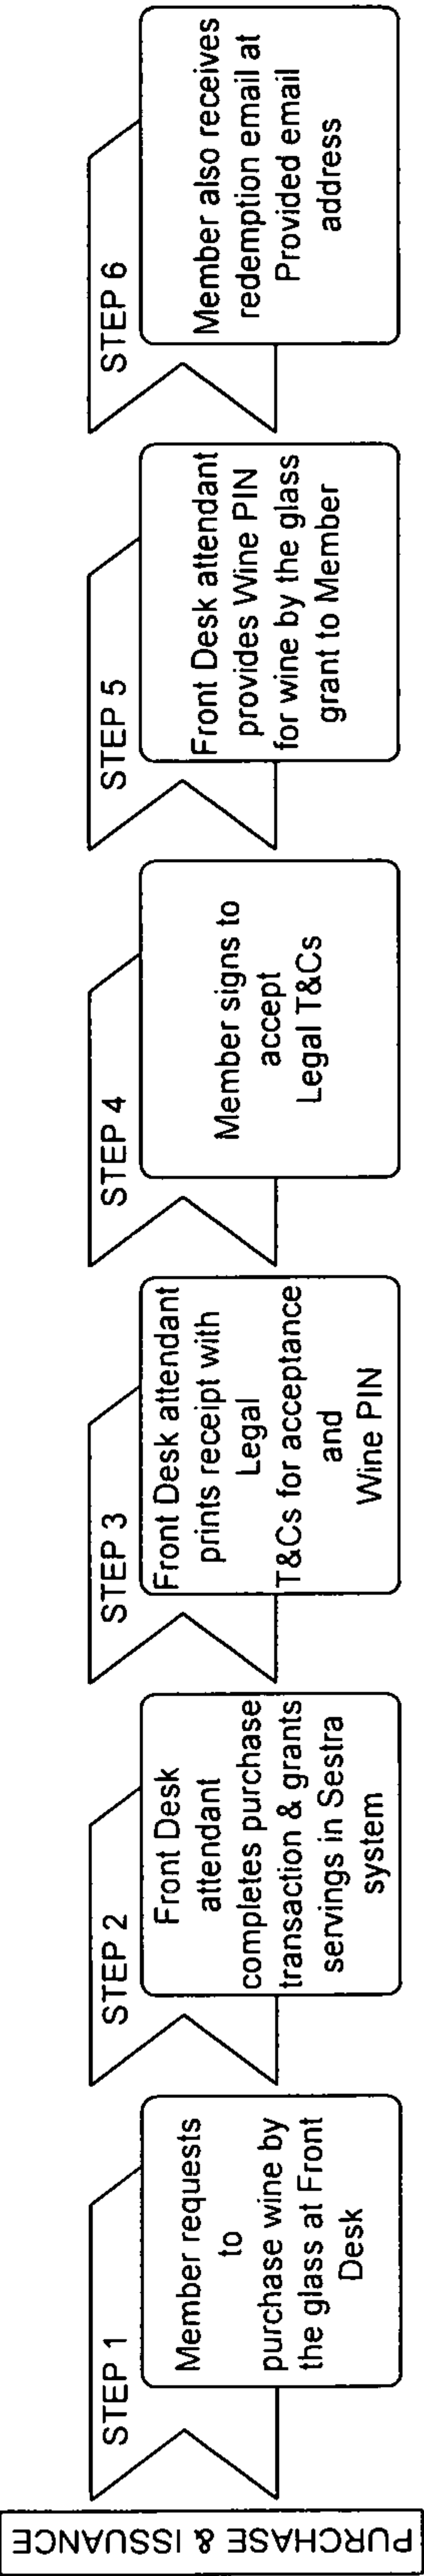 PURCHASE & ISSUANCE
STEP 1
Member requests
to
purchase wine by
the glass at Front
Desk
STEP 2
Front Desk
attendant
completes purchase
transaction & grants
servings in Sestra
system
STEP 3
Front Desk attendant
prints receipt with
Legal
T&Cs for acceptance
and
Wine PIN
STEP 4
Member signs to
accept
Legal T&Cs
STEP 5
Front Desk attendant
provides Wine PIN
for wine by the glass
grant to Member
STEP 6
Member also receives
redemption email at
Provided email
address